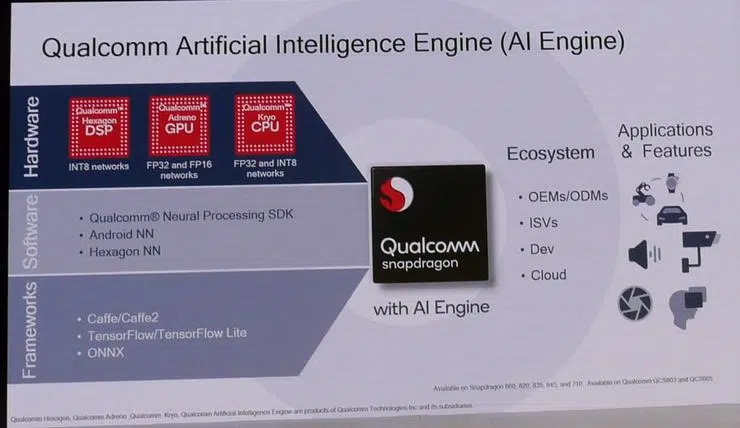 Qualcomm Artificial Intelligence Engine (AI Engine)
Hardware
Qualcomm™
Hexagon
DSP
INT8 networks
Qualcomm™
Adreno
GPU
FP32 and FP16
networks
Qualcomm™
Kryo
CPU
FP32 and INT8
networks
Software
• Qualcomm® Neural Processing SDK
• Android NN
• Hexagon NN
Frameworks
• Caffe/Caffe2
• TensorFlow/TensorFlow Lite
• ONNX
Qualcomm
snapdragon
with AI Engine
Ecosystem
• OEMs/ODMs
• ISVs
• Dev
• Cloud
Applications
& Features
Available on Snapdragon 660, 820, 835, 845, and 710. Available on Qualcomm QCS603 and QCS605.
Qualcomm Hexagon, Qualcomm Adreno, Qualcomm Kryo, Qualcomm Artificial Intelligence Engine are products of Qualcomm Technologies Inc and its subsidiaries.